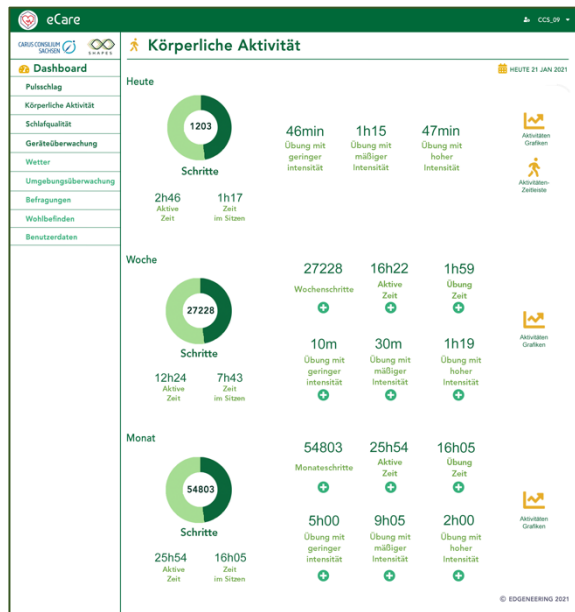 eCare
CCS_09
CARUS CONSILIUM
SACHSEN
SHAPES
Körperliche Aktivität
Dashboard
HEUTE 21 JAN 2021
Pulsschlag
Körperliche Aktivität
Schlafqualität
Geräteüberwachung
Wetter
Umgebungsüberwachung
Befragungen
Wohlbefinden
Benutzerdaten
Heute
1203
Schritte
2h46 1h17
Aktive Zeit
Zeit im Sitzen
46min 1h15 47min
Übung mit Übung mit Übung mit
geringer mäßiger hoher
intensität Intensität Intensität
Aktivitäten
Grafiken
Aktivitäten-
Zeitleiste
Woche
27228
Schritte
12h24 7h43
Aktive Zeit
Zeit im Sitzen
27228 16h22 1h59
Wochenschritte Aktive Übung
Zeit Zeit
10m 30m 1h19
Übung mit Übung mit Übung mit
geringer mäßiger hoher
intensität Intensität Intensität
Aktivitäten
Grafiken
Monat
54803
Schritte
25h54 16h05
Aktive Zeit
Zeit im Sitzen
54803 25h54 16h05
Monateschritte Aktive Übung
Zeit Zeit
5h00 9h05 2h00
Übung mit Übung mit Übung mit
geringer mäßiger hoher
intensität Intensität Intensität
Aktivitäten
Grafiken
© EDGENEERING 2021